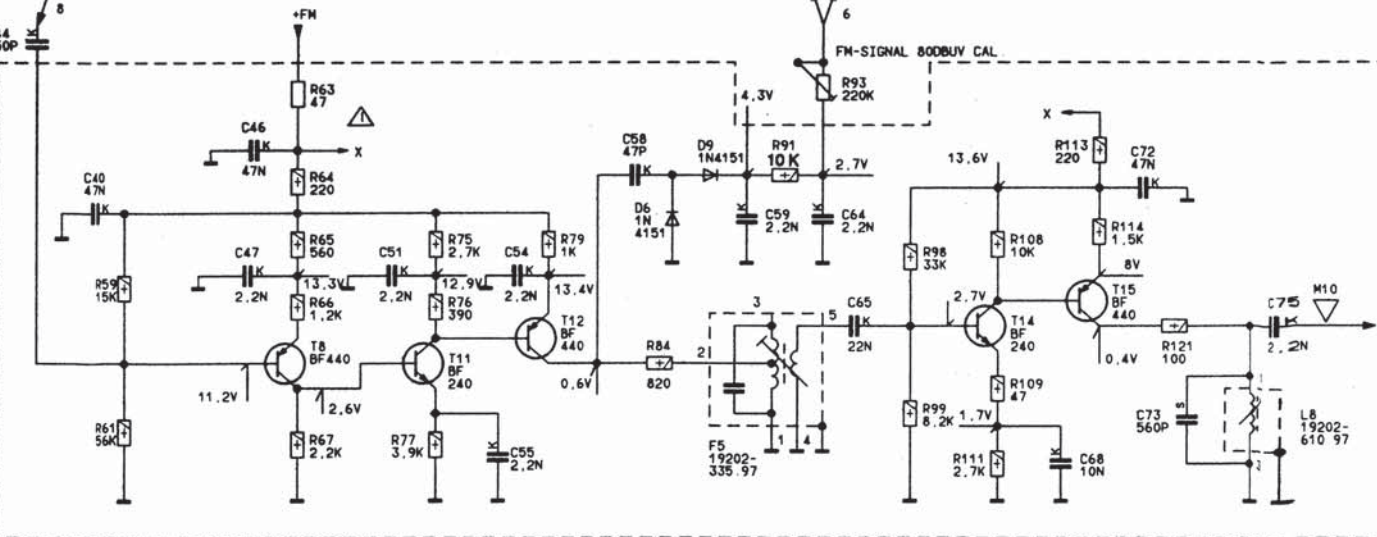 8
4
50P
+FM
R63
47
C46
47N
X
R64
220
C40
47N
R65
560
C47
2,2N
13,3V
R59
15K
R66
1,2K
T8
BF440
11.2V
2,6V
R61
56K
R67
2,2K
C51
2,2N
R75
2,7K
12,9V
R76
390
T11
BF
240
R77
3,9K
C55
2,2N
C54
2,2N
R79
1K
13,4V
T12
BF
440
0,6V
R84
820
C58
47P
D9
1N4151
D6
1N
4151
4,3V
R91
10K
C59
2,2N
C64
2,2N
2.7V
6
FM-SIGNAL 80DBUV CAL
R93
220K
2
3
5
1
4
F5
19202-
335.97
C65
22N
R98
33K
R99
8.2K
13,6V
R108
10K
2.7V
T14
BF
240
R109
47
1.7V
R111
2.7K
C68
10N
X
R113
220
C72
47N
R114
1.5K
8V
T15
BF
440
0,4V
R121
100
C75
2,2N
M10
C73
560P
S
L8
19202-
610 97